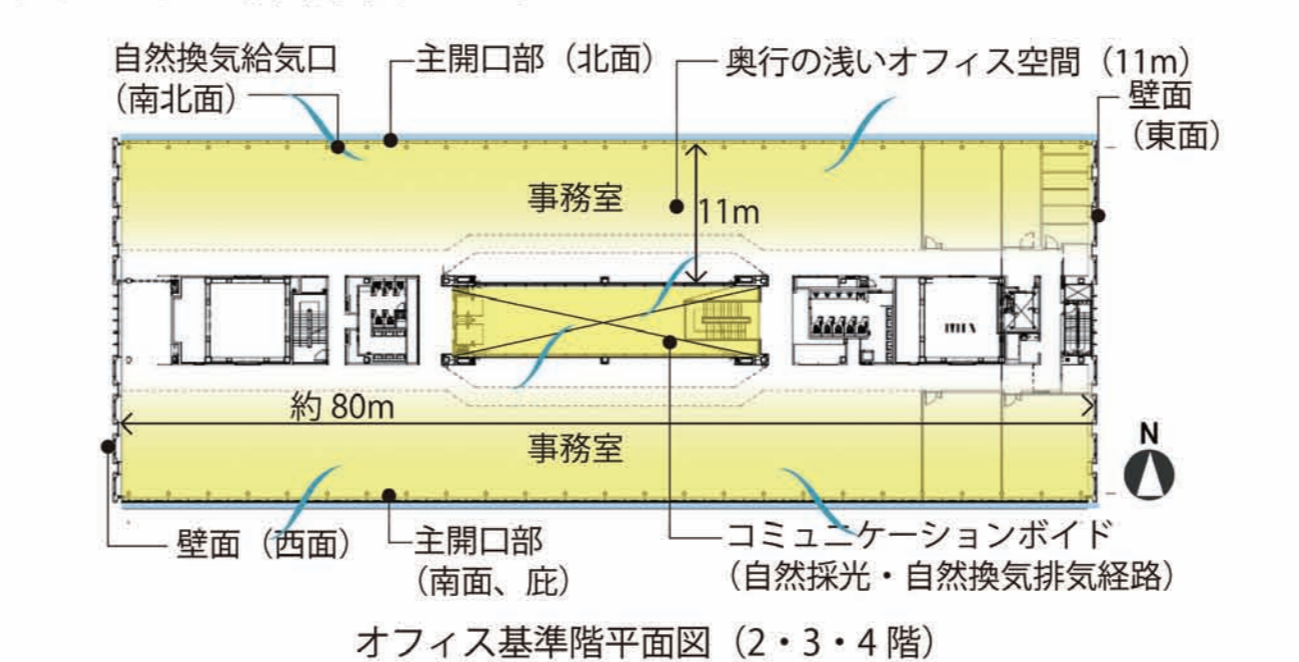 自然換気給気口
（南北面）
主開口部（北面）
奥行の浅いオフィス空間（11m）
壁面
（東面）
事務室
11m
約 80m
事務室
N
壁面（西面）
主開口部
（南面、庇）
コミュニケーションボイド
（自然採光・自然換気排気経路）
オフィス基準階平面図（2・3・4 階）